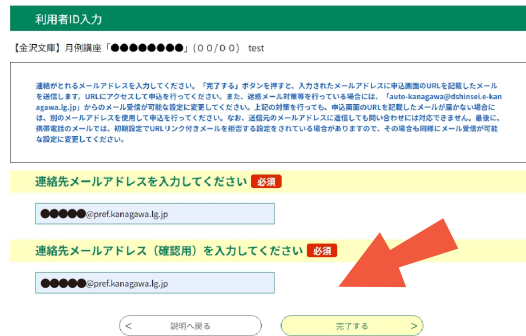 利用者ID入力
【金沢文庫】月例講座「●●●●●●●●」(００/００) test
連絡がとれるメールアドレスを入力してください。「完了する」ボタンを押すと、入力されたメールアドレスに申込画面のURLを記載したメール
を送信します。URLにアクセスして申込を行ってください。また、迷惑メール対策等を行っている場合には、「auto-kanagawa@dshinsei.e-kan
agawa.lg.jp」からのメール受信が可能な設定に変更してください。上記の対策を行っても、申込画面のURLを記載したメールが届かない場合に
は、別のメールアドレスを使用して申込を行ってください。なお、送信元のメールアドレスに返信しても問い合わせには対応できません。最後に、
携帯電話のメールでは、初期設定でURLリンク付きメールを拒否する設定をされている場合がありますので、その場合も同様にメール受信が可能
な設定に変更してください。
連絡先メールアドレスを入力してください 必須
●●●●●@pref.kanagawa.lg.jp
連絡先メールアドレス（確認用）を入力してください 必須
●●●●●@pref.kanagawa.lg.jp
< 説明へ戻る 完了する >